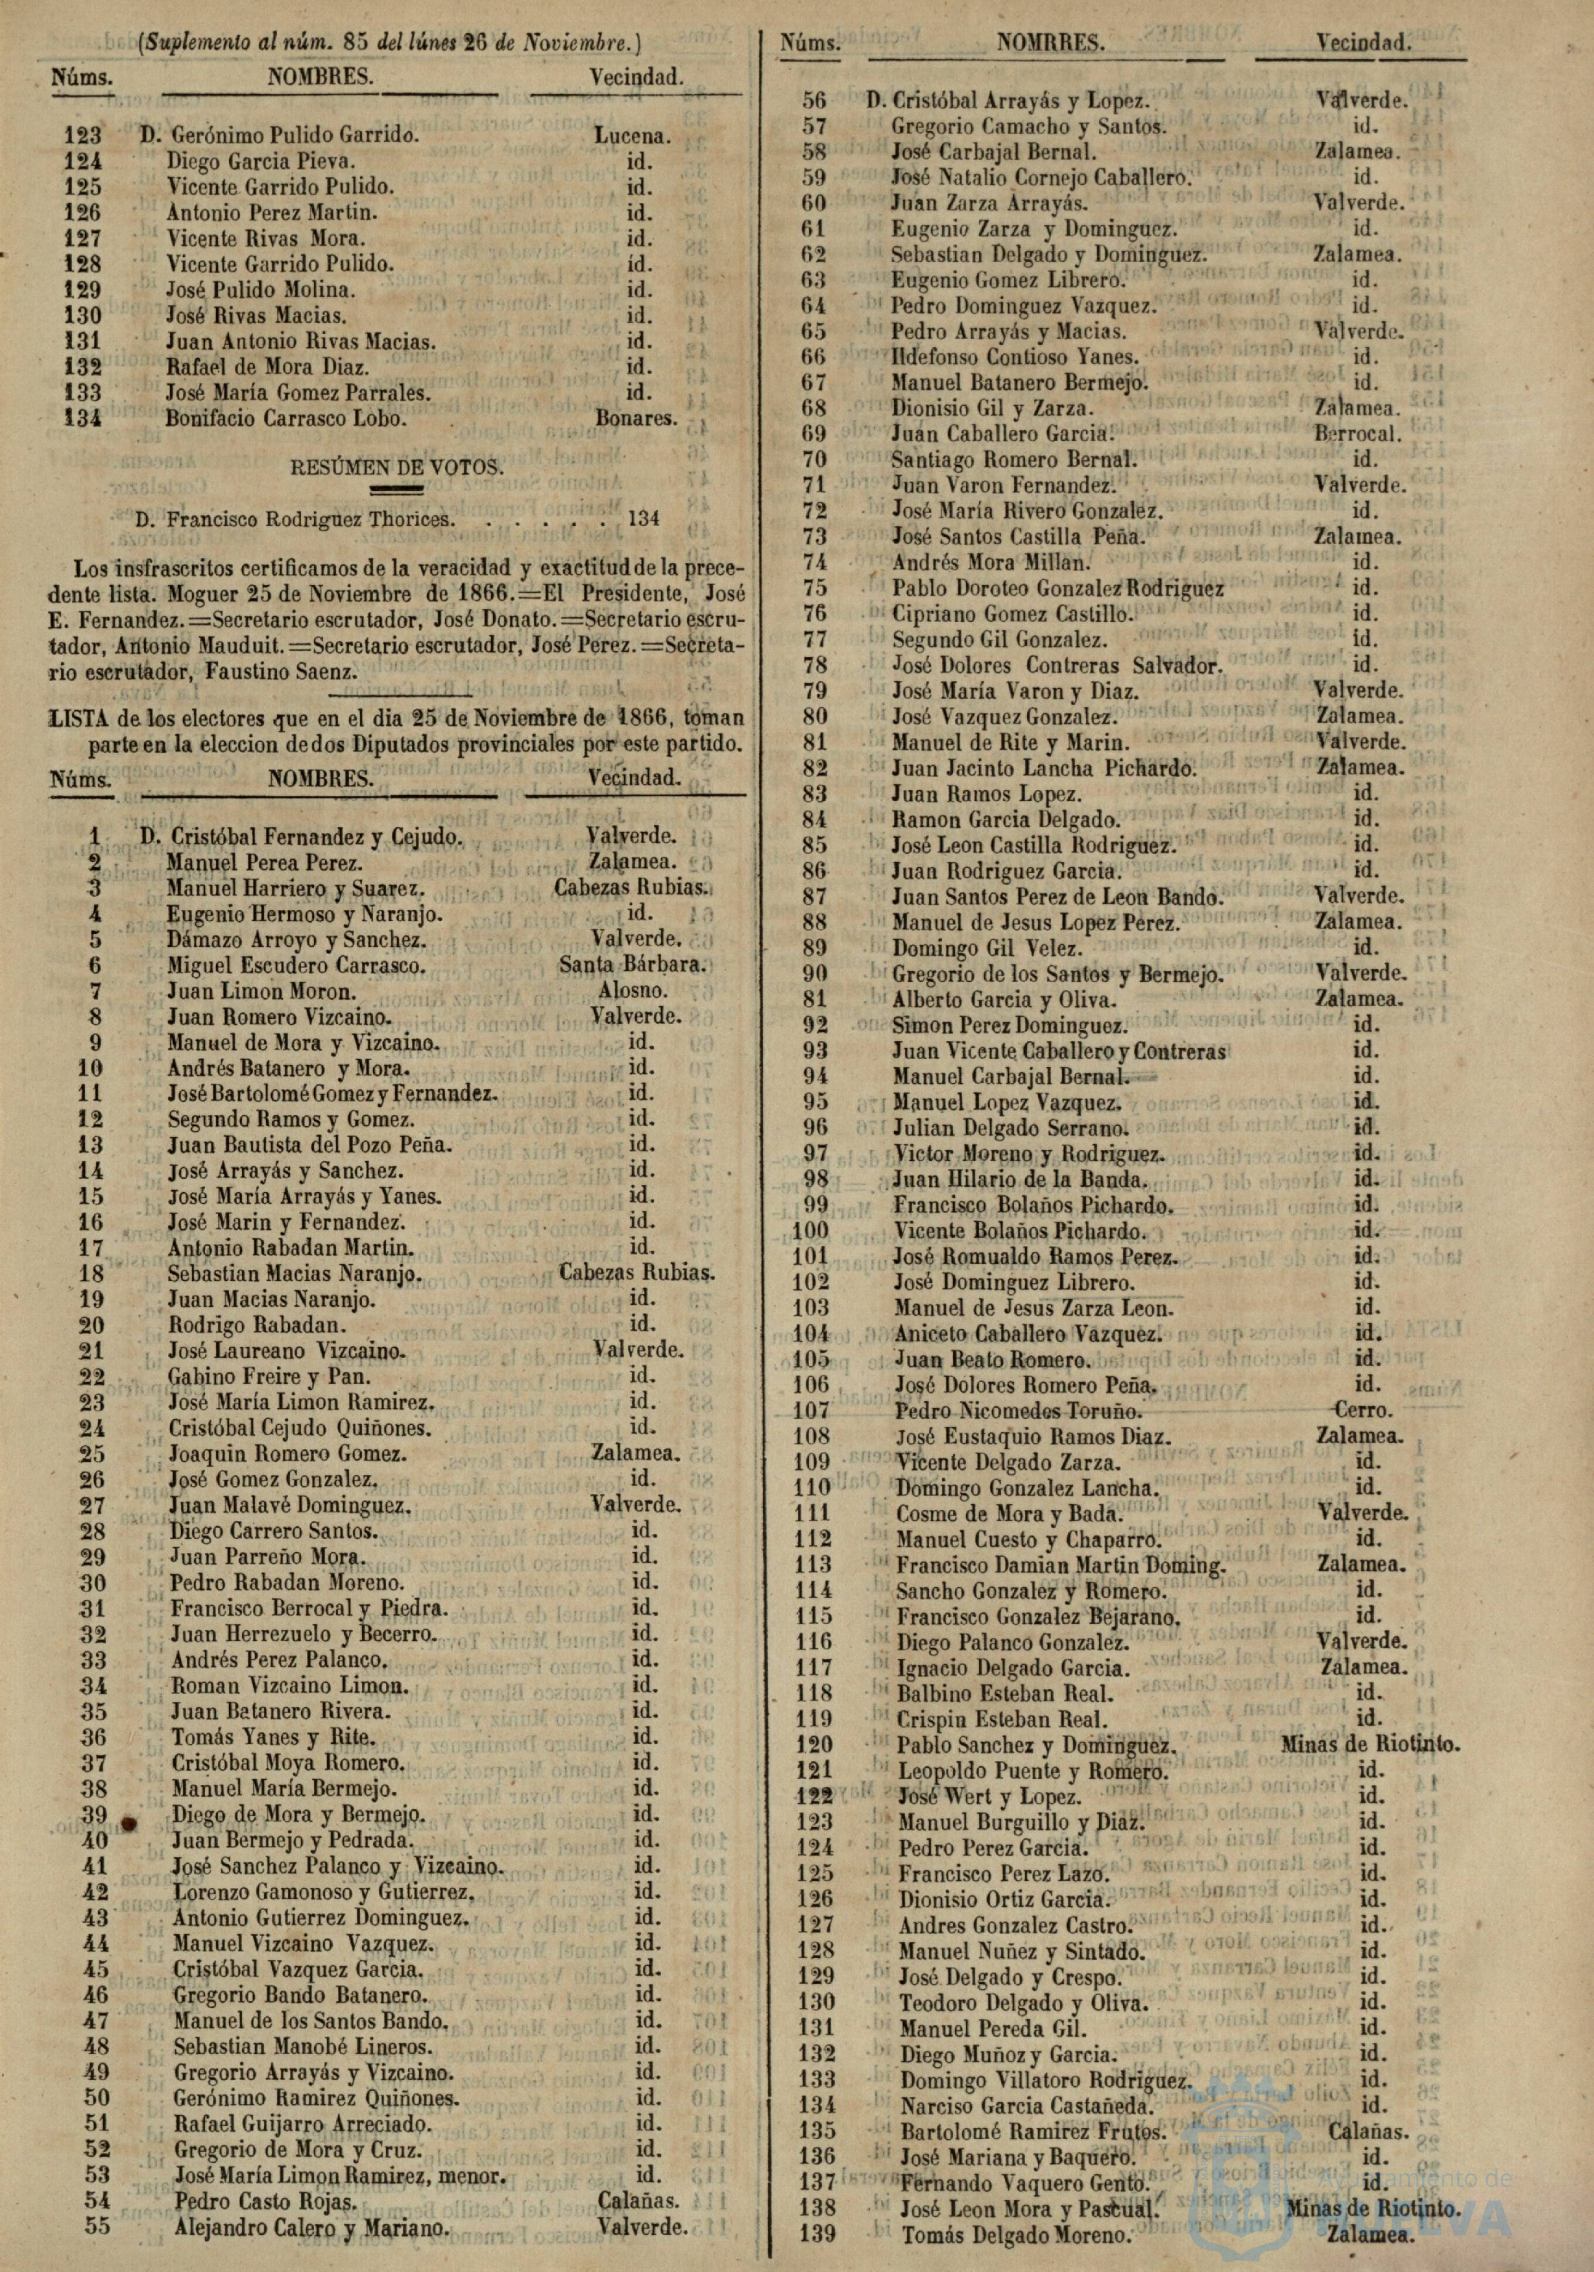 (Suplemento al núm. 85 del lúnes 26 de Noviembre.)
Núms. NOMBRES. Vecindad.
123 D. Gerónimo Pulido Garrido. Lucena.
124 Diego Garcia Pieva. id.
125 Vicente Garrido Pulido. id.
126 Antonio Perez Martin. id.
127 Vicente Rivas Mora. id.
128 Vicente Garrido Pulido. id.
129 José Pulido Molina. id.
130 José Rivas Macias. id.
131 Juan Antonio Rivas Macias. id.
132 Rafael de Mora Diaz. id.
133 José María Gomez Parrales. id.
134 Bonifacio Carrasco Lobo. Bonares.
RESÚMEN DE VOTOS.
D. Francisco Rodriguez Thorices. . . . . . 134
Los insfrascritos certificamos de la veracidad y exactitud de la prece-
dente lista. Moguer 25 de Noviembre de 1866.=El Presidente, José
E. Fernandez.=Secretario escrutador, José Donato.=Secretario escru-
tador, Antonio Mauduit.=Secretario escrutador, José Perez.=Secreta-
rio escrutador, Faustino Saenz.
LISTA de los electores que en el dia 25 de Noviembre de 1866, toman
parte en la eleccion de dos Diputados provinciales por este partido.
Núms. NOMBRES. Vecindad.
1 D. Cristóbal Fernandez y Cejudo. Valverde.
2 Manuel Perea Perez. Zalamea.
3 Manuel Harriero y Suarez. Cabezas Rubias.
4 Eugenio Hermoso y Naranjo. id.
5 Dámazo Arroyo y Sanchez. Valverde.
6 Miguel Escudero Carrasco. Santa Bárbara.
7 Juan Limon Moron. Alosno.
8 Juan Romero Vizcaino. Valverde.
9 Manuel de Mora y Vizcaino. id.
10 Andrés Batanero y Mora. id.
11 José Bartolomé Gomez y Fernandez. id.
12 Segundo Ramos y Gomez. id.
13 Juan Bautista del Pozo Peña. id.
14 José Arrayás y Sanchez. id.
15 José María Arrayás y Yanes. id.
16 José Marin y Fernandez. id.
17 Antonio Rabadan Martin. id.
18 Sebastian Macias Naranjo. Cabezas Rubias.
19 Juan Macias Naranjo. id.
20 Rodrigo Rabadan. id.
21 José Laureano Vizcaino. Valverde.
22 Gabino Freire y Pan. id.
23 José María Limon Ramirez. id.
24 Cristóbal Cejudo Quiñones. id.
25 Joaquin Romero Gomez. Zalamea.
26 José Gomez Gonzalez. id.
27 Juan Malavé Dominguez. Valverde.
28 Diego Carrero Santos. id.
29 Juan Parreño Mora. id.
30 Pedro Rabadan Moreno. id.
31 Francisco Berrocal y Piedra. id.
32 Juan Herrezuelo y Becerro. id.
33 Andrés Perez Palanco. id.
34 Roman Vizcaino Limon. id.
35 Juan Batanero Rivera. id.
36 Tomás Yanes y Rite. id.
37 Cristóbal Moya Romero. id.
38 Manuel María Bermejo. id.
39 Diego de Mora y Bermejo. id.
40 Juan Bermejo y Pedrada. id.
41 José Sanchez Palanco y Vizcaino. id.
42 Lorenzo Gamonoso y Gutierrez. id.
43 Antonio Gutierrez Dominguez. id.
44 Manuel Vizcaino Vazquez. id.
45 Cristóbal Vazquez Garcia. id.
46 Gregorio Bando Batanero. id.
47 Manuel de los Santos Bando. id.
48 Sebastian Manobé Lineros. id.
49 Gregorio Arrayás y Vizcaino. id.
50 Gerónimo Ramirez Quiñones. id.
51 Rafael Guijarro Arreciado. id.
52 Gregorio de Mora y Cruz. id.
53 José María Limon Ramirez, menor. id.
54 Pedro Casto Rojas. Calañas.
55 Alejandro Calero y Mariano. Valverde.
Núms. NOMRRES. Vecindad.
56 D. Cristóbal Arrayás y Lopez. Valverde.
57 Gregorio Camacho y Santos. id.
58 José Carbajal Bernal. Zalamea.
59 José Natalio Cornejo Caballero. id.
60 Juan Zarza Arrayás. Valverde.
61 Eugenio Zarza y Dominguez. id.
62 Sebastian Delgado y Dominguez. Zalamea.
63 Eugenio Gomez Librero. id.
64 Pedro Dominguez Vazquez. id.
65 Pedro Arrayás y Macias. Valverde.
66 Ildefonso Contioso Yanes. id.
67 Manuel Batanero Bermejo. id.
68 Dionisio Gil y Zarza. Zalamea.
69 Juan Caballero Garcia. Berrocal.
70 Santiago Romero Bernal. id.
71 Juan Varon Fernandez. Valverde.
72 José María Rivero Gonzalez. id.
73 José Santos Castilla Peña. Zalamea.
74 Andrés Mora Millan. id.
75 Pablo Doroteo Gonzalez Rodriguez id.
76 Cipriano Gomez Castillo. id.
77 Segundo Gil Gonzalez. id.
78 José Dolores Contreras Salvador. id.
79 José María Varon y Diaz. Valverde.
80 José Vazquez Gonzalez. Zalamea.
81 Manuel de Rite y Marin. Valverde.
82 Juan Jacinto Lancha Pichardo. Zalamea.
83 Juan Ramos Lopez. id.
84 Ramon Garcia Delgado. id.
85 José Leon Castilla Rodriguez. id.
86 Juan Rodriguez Garcia. id.
87 Juan Santos Perez de Leon Bando. Valverde.
88 Manuel de Jesus Lopez Perez. Zalamea.
89 Domingo Gil Velez. id.
90 Gregorio de los Santos y Bermejo. Valverde.
81 Alberto Garcia y Oliva. Zalamea.
92 Simon Perez Dominguez. id.
93 Juan Vicente Caballero y Contreras id.
94 Manuel Carbajal Bernal. id.
95 Manuel Lopez Vazquez. id.
96 Julian Delgado Serrano. id.
97 Victor Moreno y Rodriguez. id.
98 Juan Hilario de la Banda. id.
99 Francisco Bolaños Pichardo. id.
100 Vicente Bolaños Pichardo. id.
101 José Romualdo Ramos Perez. id.
102 José Dominguez Librero. id.
103 Manuel de Jesus Zarza Leon. id.
104 Aniceto Caballero Vazquez. id.
105 Juan Beato Romero. id.
106 José Dolores Romero Peña. id.
107 Pedro Nicomedes Toruño. Cerro.
108 José Eustaquio Ramos Diaz. Zalamea.
109 Vicente Delgado Zarza. id.
110 Domingo Gonzalez Lancha. id.
111 Cosme de Mora y Bada. Valverde.
112 Manuel Cuesto y Chaparro. id.
113 Francisco Damian Martin Doming. Zalamea.
114 Sancho Gonzalez y Romero. id.
115 Francisco Gonzalez Bejarano. id.
116 Diego Palanco Gonzalez. Valverde.
117 Ignacio Delgado Garcia. Zalamea.
118 Balbino Esteban Real. id.
119 Crispin Esteban Real. id.
120 Pablo Sanchez y Dominguez. Minas de Riotinto.
121 Leopoldo Puente y Romero. id.
122 José Wert y Lopez. id.
123 Manuel Burguillo y Diaz. id.
124 Pedro Perez Garcia. id.
125 Francisco Perez Lazo. id.
126 Dionisio Ortiz Garcia. id.
127 Andres Gonzalez Castro. id.
128 Manuel Nuñez y Sintado. id.
129 José Delgado y Crespo. id.
130 Teodoro Delgado y Oliva. id.
131 Manuel Pereda Gil. id.
132 Diego Muñoz y Garcia. id.
133 Domingo Villatoro Rodriguez. id.
134 Narciso Garcia Castañeda. id.
135 Bartolomé Ramirez Frutos. Calañas.
136 José Mariana y Baquero. id.
137 Fernando Vaquero Gento. id.
138 José Leon Mora y Pascual. Minas de Riotinto.
139 Tomás Delgado Moreno. Zalamea.